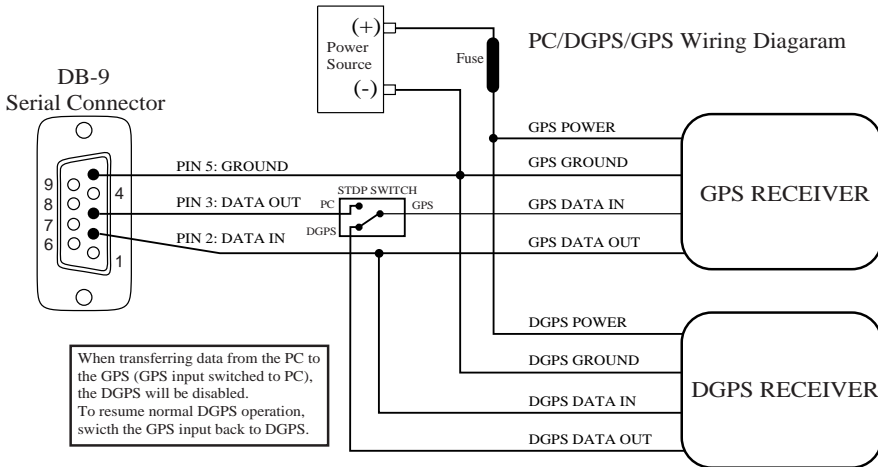 PC/DGPS/GPS Wiring Diagaram
(+)
Power
Source
(-)
Fuse
DB-9
Serial Connector
9
8
7
6
4
1
PIN 5: GROUND
PIN 3: DATA OUT
PIN 2: DATA IN
STDP SWITCH
PC
GPS
DGPS
GPS POWER
GPS GROUND
GPS DATA IN
GPS DATA OUT
GPS RECEIVER
DGPS POWER
DGPS GROUND
DGPS DATA IN
DGPS DATA OUT
DGPS RECEIVER
When transferring data from the PC to
the GPS (GPS input switched to PC),
the DGPS will be disabled.
To resume normal DGPS operation,
swicth the GPS input back to DGPS.